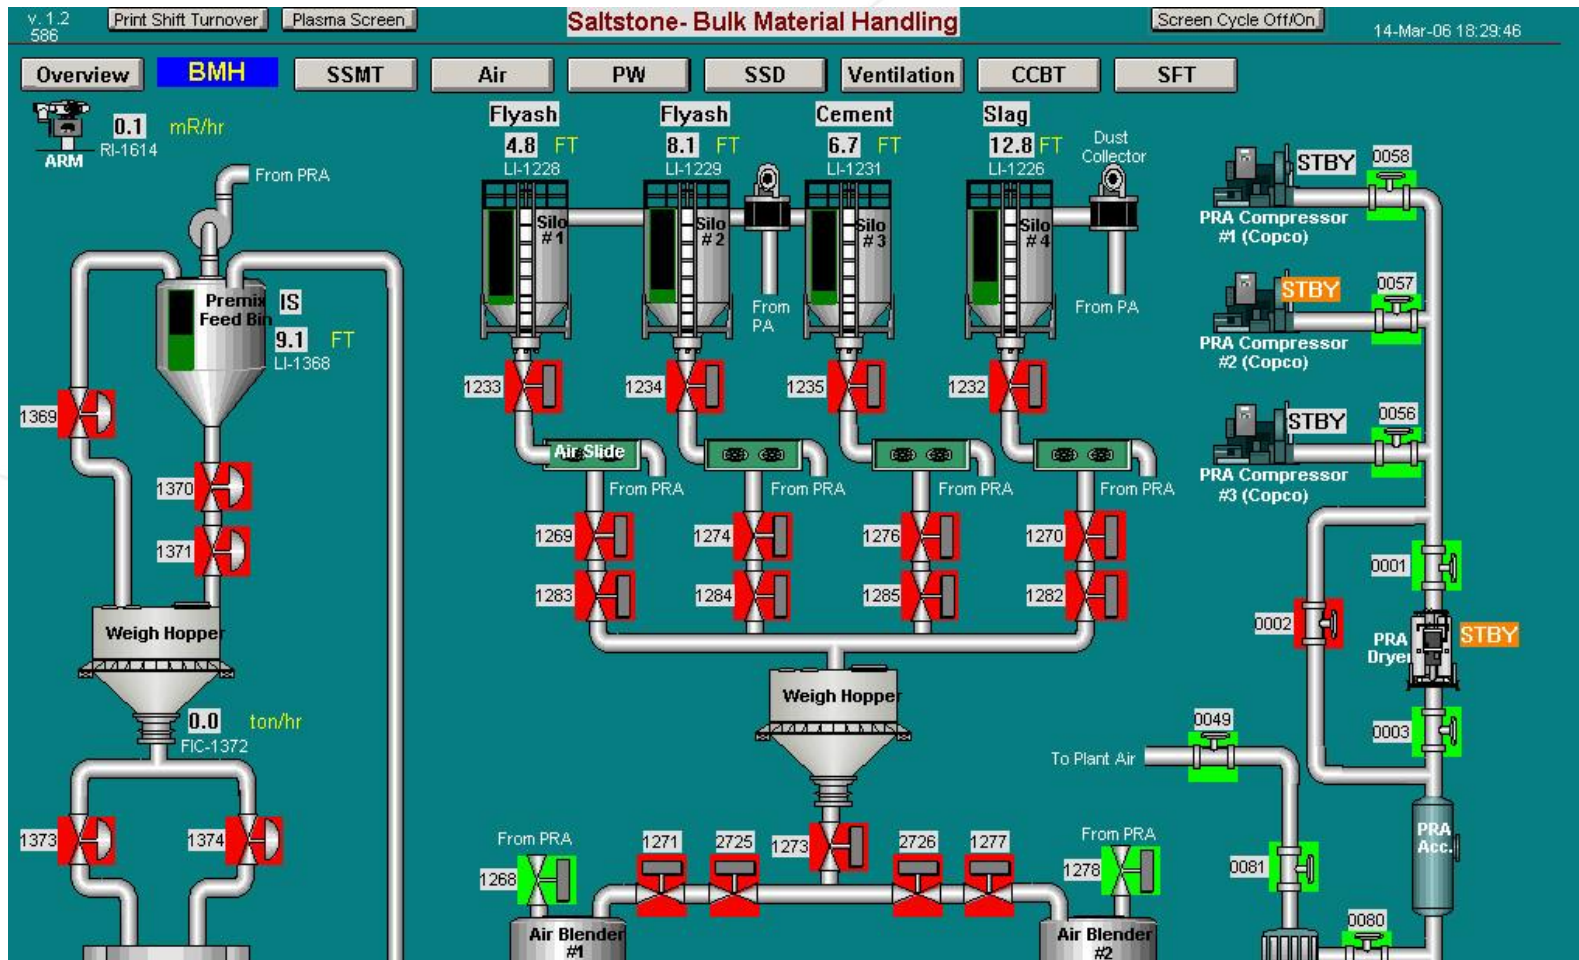 v. 1.2
586
Print Shift Turnover
Plasma Screen
Saltstone- Bulk Material Handling
Screen Cycle Off/On
14-Mar-06 18:29:46
Overview
BMH
SSMT
Air
PW
SSD
Ventilation
CCBT
SFT
ARM
0.1 mR/hr
RI-1614
From PRA
Flyash
4.8 FT
LI-1228
Flyash
8.1 FT
LI-1229
Cement
6.7 FT
LI-1231
Slag
12.8 FT
LI-1226
Dust
Collector
Silo
#1
Silo
#2
Silo
#3
Silo
#4
From
PA
From PA
STBY
0058
PRA Compressor
#1 (Copco)
STBY
0057
PRA Compressor
#2 (Copco)
STBY
0056
PRA Compressor
#3 (Copco)
Premix
Feed Bin
IS
9.1 FT
LI-1368
1369
1370
1371
1233
1234
1235
1232
Air Slide
From PRA
From PRA
From PRA
From PRA
1269
1274
1276
1270
1283
1284
1285
1282
0001
0002
PRA
Dryer
STBY
0003
Weigh Hopper
0.0 ton/hr
FIC-1372
Weigh Hopper
0049
To Plant Air
1373
1374
From PRA
1268
1271
2725
1273
2726
1277
From PRA
1278
0081
PRA
Acc.
0080
Air Blender
#1
Air Blender
#2